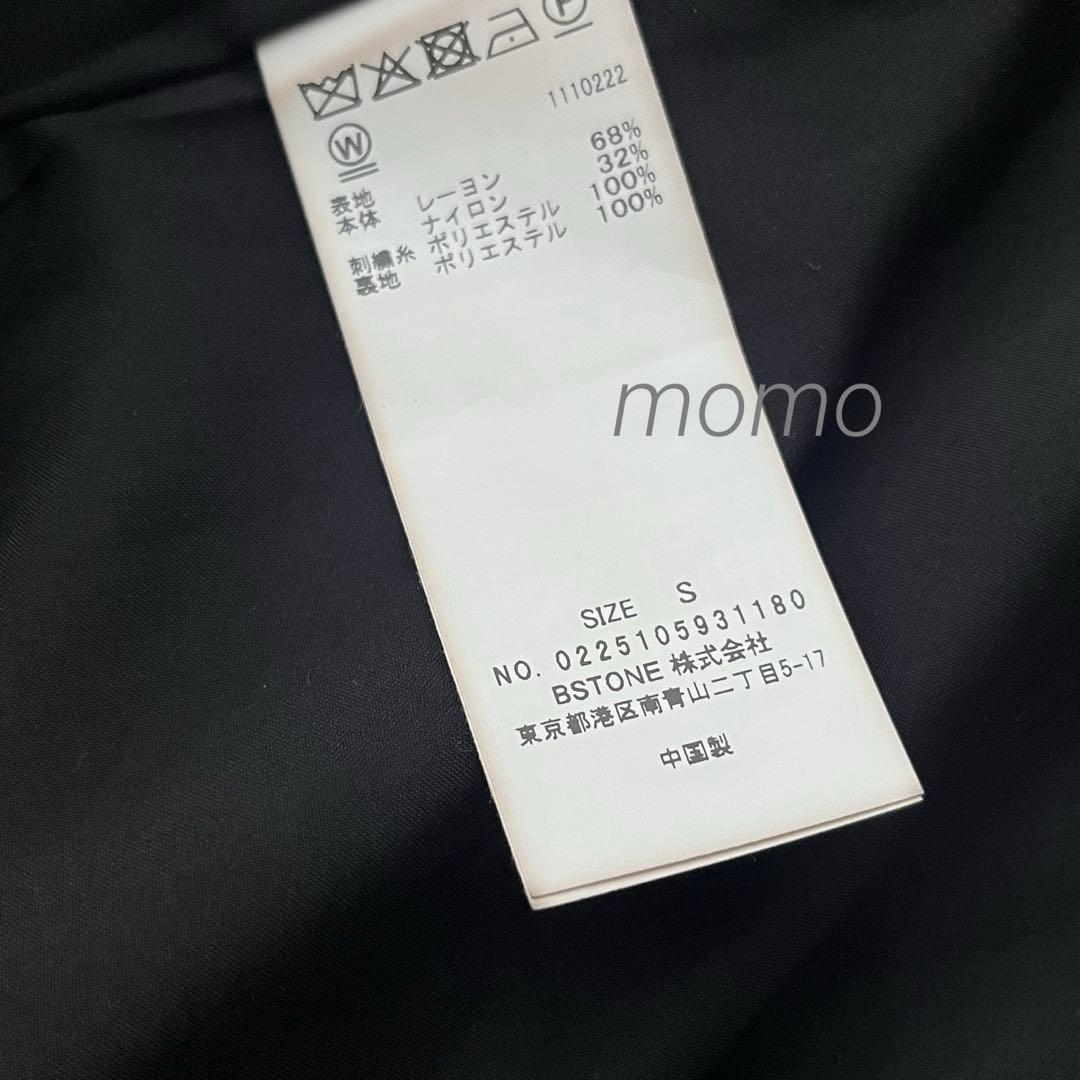 P
1110222
W
表地 レーヨン 68%
本体 ナイロン 32%
刺繍糸 ポリエステル 100%
裏地 ポリエステル 100%
momo
SIZE S
NO. 0225105931180
BSTONE 株式会社
東京都港区南青山二丁目5-17
中国製